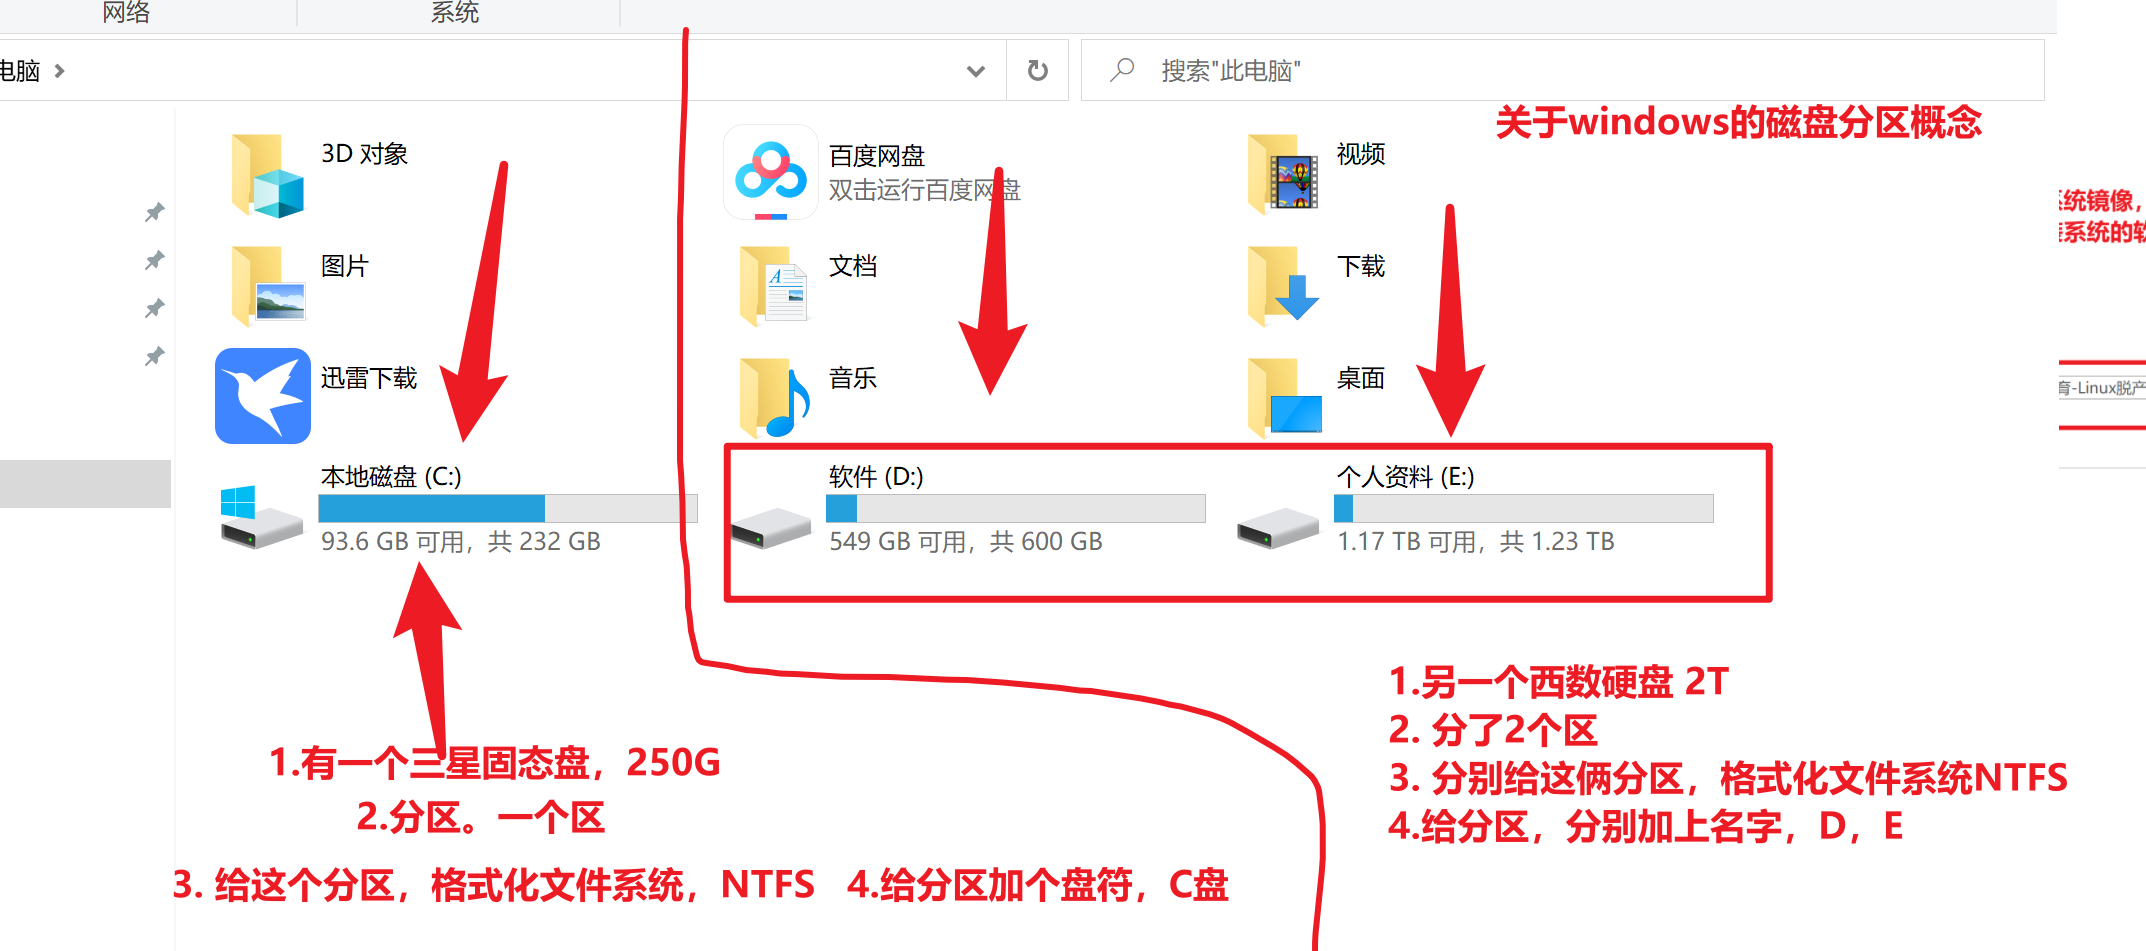 网络
系统
电脑
搜索"此电脑"
关于windows的磁盘分区概念
3D 对象
百度网盘
双击运行百度网盘
视频
系统镜像，
系统的软
图片
文档
下载
迅雷下载
音乐
桌面
育-Linux脱产
本地磁盘 (C:)
93.6 GB 可用，共 232 GB
软件 (D:)
549 GB 可用，共 600 GB
个人资料 (E:)
1.17 TB 可用，共 1.23 TB
1.有一个三星固态盘，250G
2.分区。一个区
3. 给这个分区，格式化文件系统，NTFS 4.给分区加个盘符，C盘
1.另一个西数硬盘 2T
2. 分了2个区
3. 分别给这俩分区，格式化文件系统NTFS
4.给分区，分别加上名字，D，E